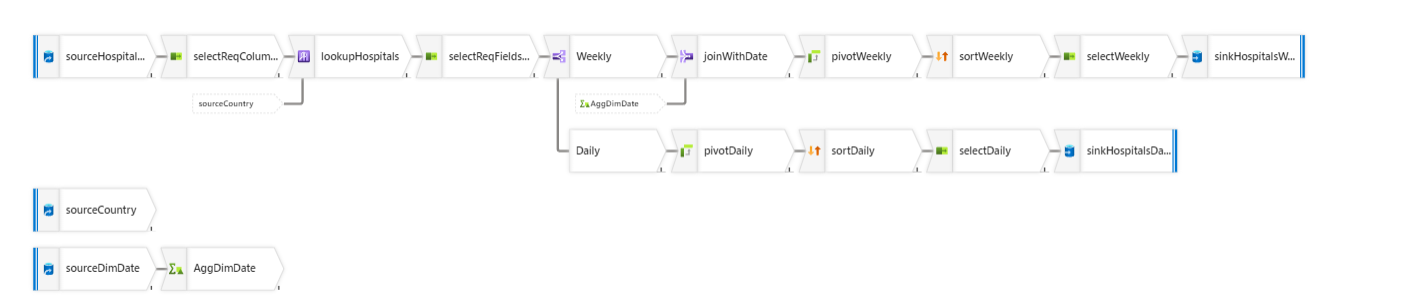 sourceHospital...
selectReqColum...
lookupHospitals
selectReqFields...
Weekly
joinWithDate
pivotWeekly
sortWeekly
selectWeekly
sinkHospitalsW...
sourceCountry
AggDimDate
Daily
pivotDaily
sortDaily
selectDaily
sinkHospitalsDa...
sourceCountry
sourceDimDate
AggDimDate